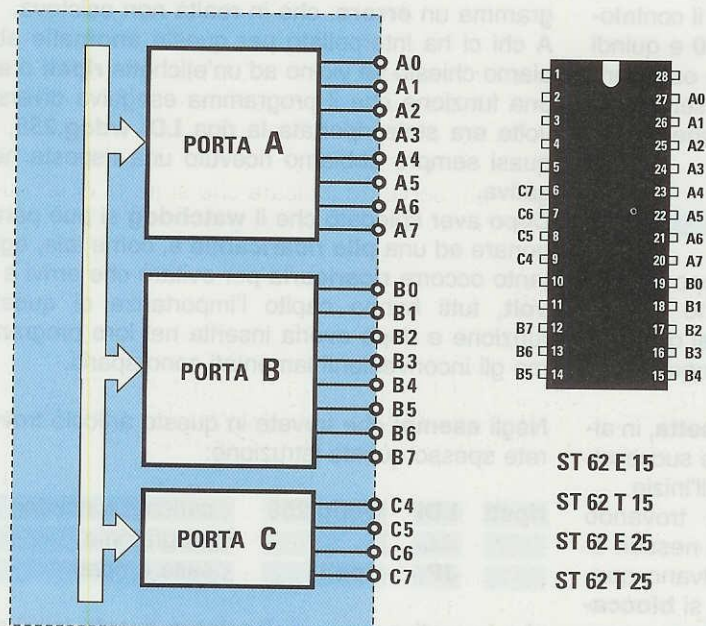 PORTA A
A0
A1
A2
A3
A4
A5
A6
A7
PORTA B
B0
B1
B2
B3
B4
B5
B6
B7
PORTA C
C4
C5
C6
C7
1 28
2 27 A0
3 26 A1
4 25 A2
5 24 A3
C7 6 23 A4
C6 7 22 A5
C5 8 21 A6
C4 9 20 A7
10 19 B0
11 18 B1
B7 12 17 B2
B6 13 16 B3
B5 14 15 B4
ST 62 E 15
ST 62 T 15
ST 62 E 25
ST 62 T 25